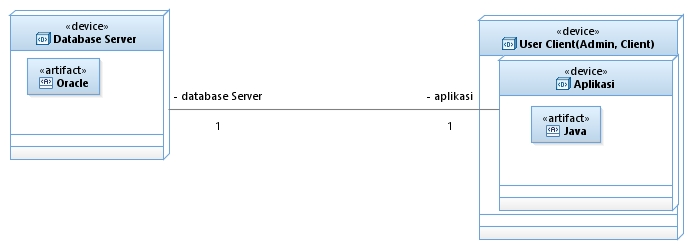 «device»
Database Server
«artifact»
Oracle
- database Server
1
- aplikasi
1
«device»
User Client(Admin, Client)
«device»
Aplikasi
«artifact»
Java